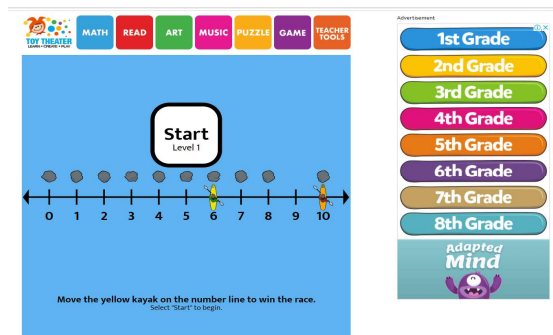 TOY THEATER
LEARN • CREATE • PLAY
MATH
READ
ART
MUSIC
PUZZLE
GAME
TEACHER
TOOLS
Start
Level 1
0 1 2 3 4 5 6 7 8 9 10
Move the yellow kayak on the number line to win the race.
Select "Start" to begin.
Advertisement
1st Grade
2nd Grade
3rd Grade
4th Grade
5th Grade
6th Grade
7th Grade
8th Grade
Adapted
Mind